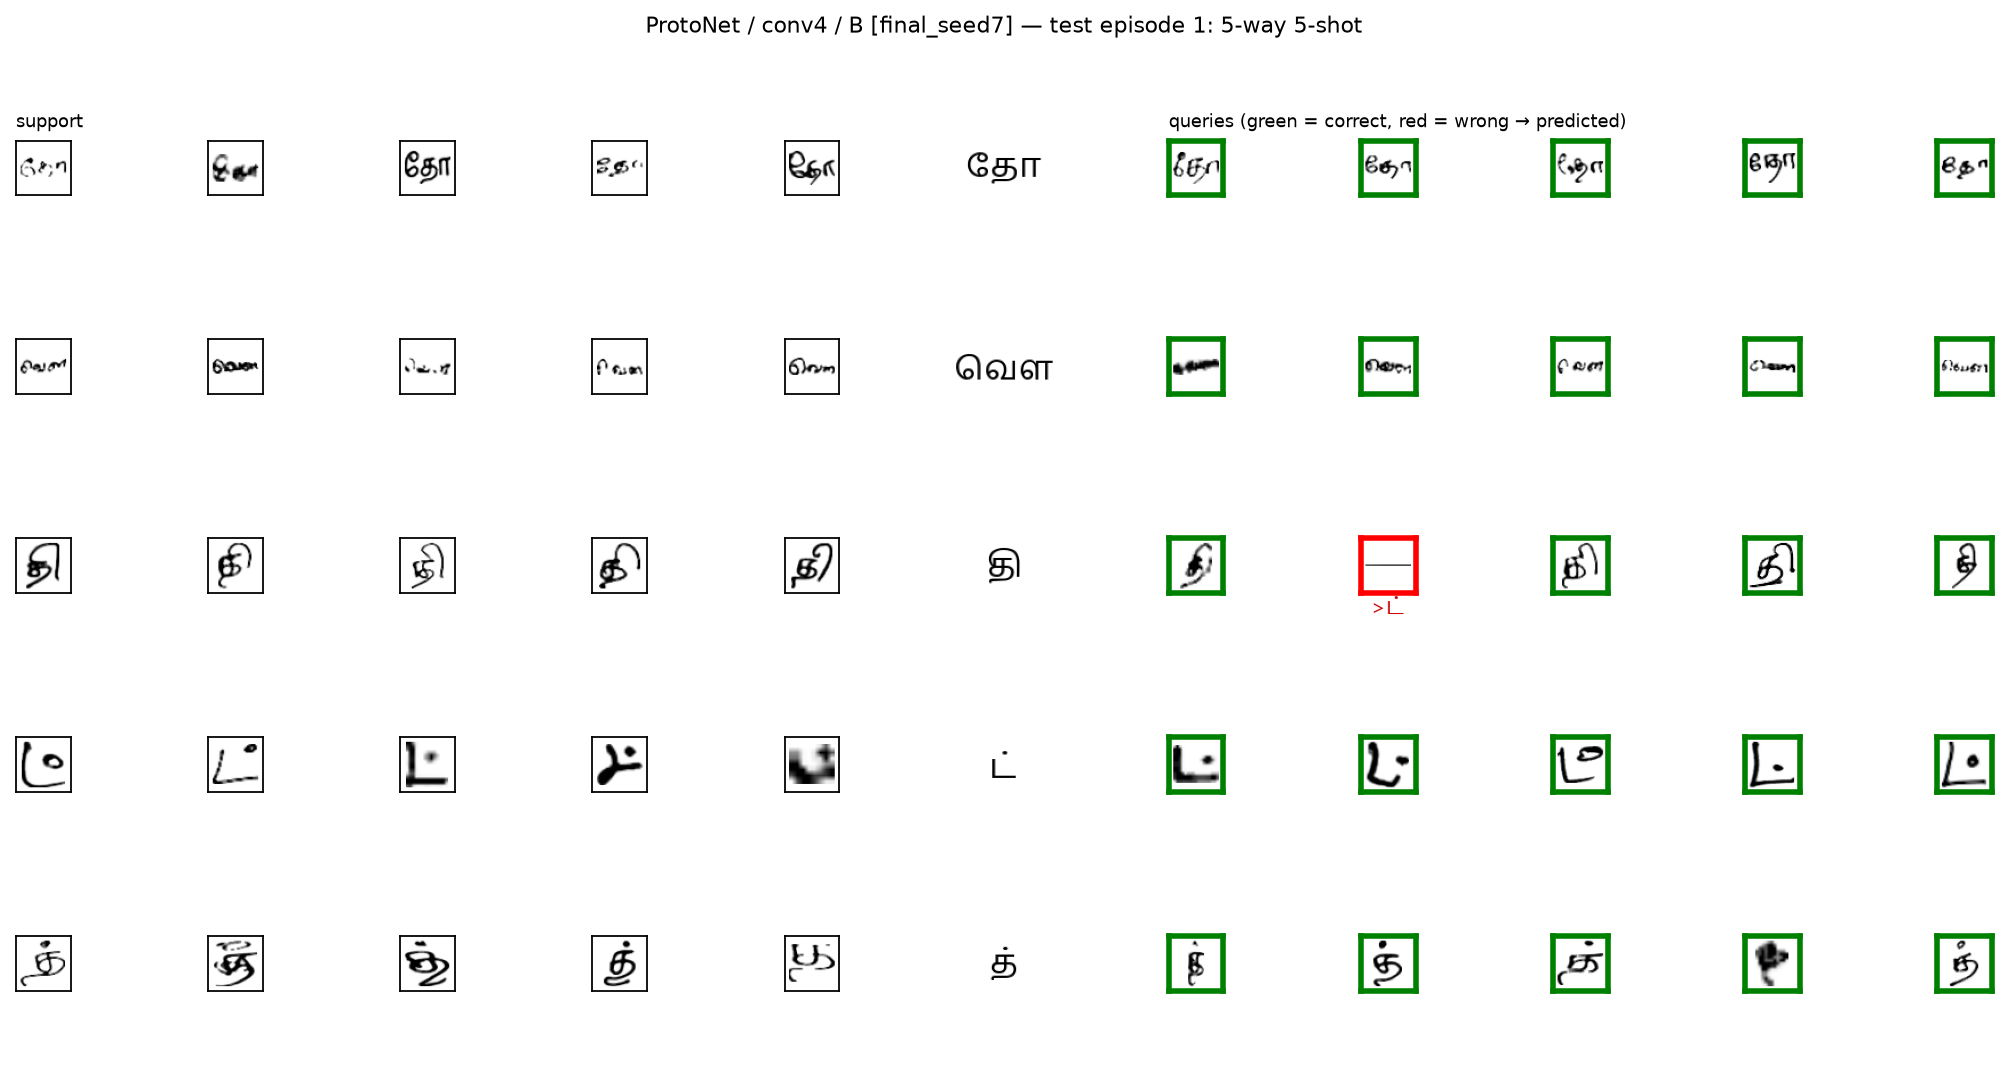 ProtoNet / conv4 / B [final_seed7] — test episode 1: 5-way 5-shot
support queries (green = correct, red = wrong → predicted)
தோ தோ தோ தோ தோ தோ தோ தோ தோ தோ
வௌ வௌ வௌ வௌ வௌ வௌ வௌ வௌ
தி தி தி தி தி தி தி தி தி தி
>ட்
ட் ட் ட் ட் ட் ட் ட் ட் ட் ட் ட்
த் த் த் த் த் த் த் த்